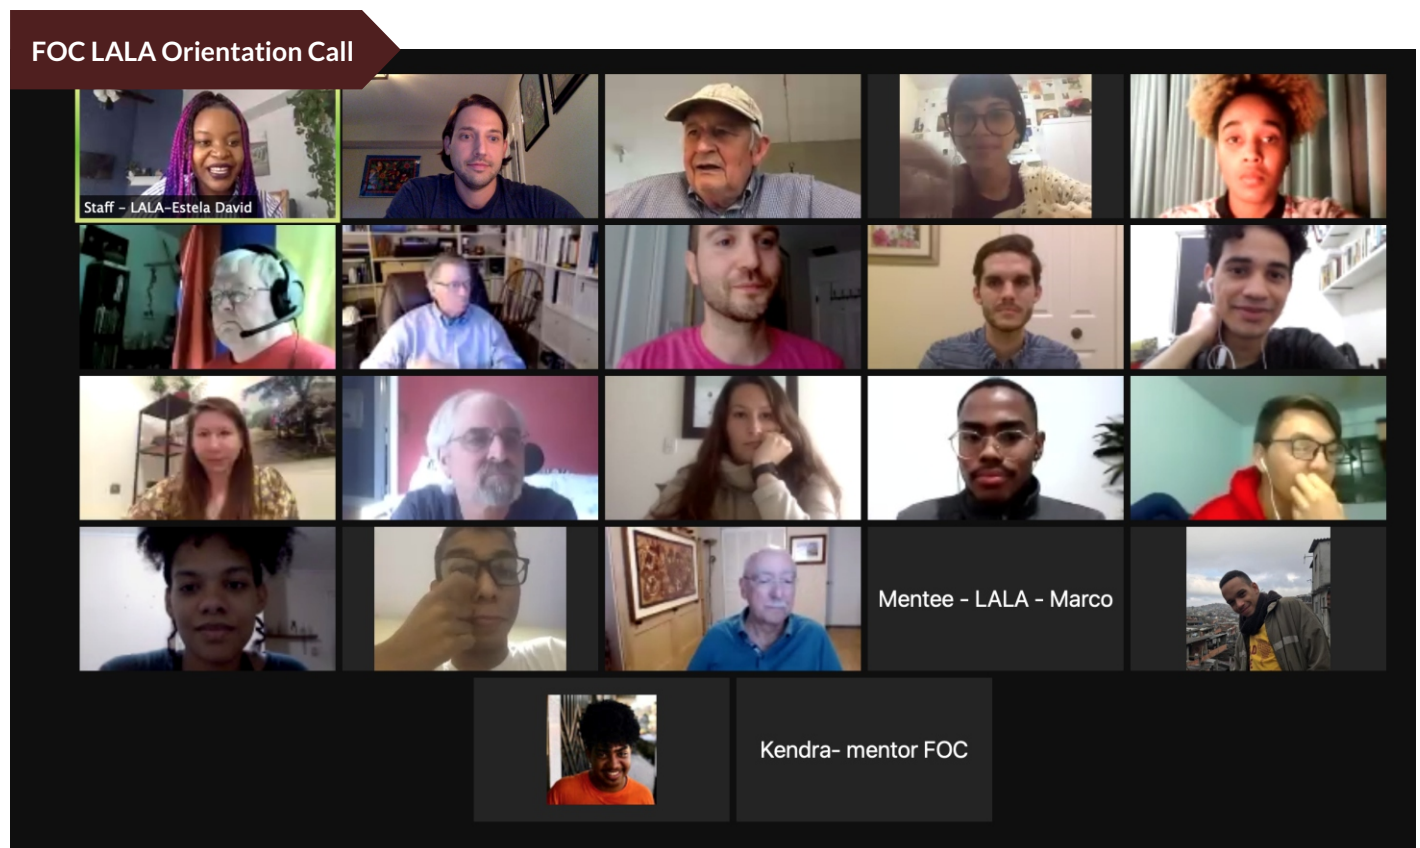 FOC LALA Orientation Call
Staff - LALA-Estela David
Mentee - LALA - Marco
Kendra- mentor FOC